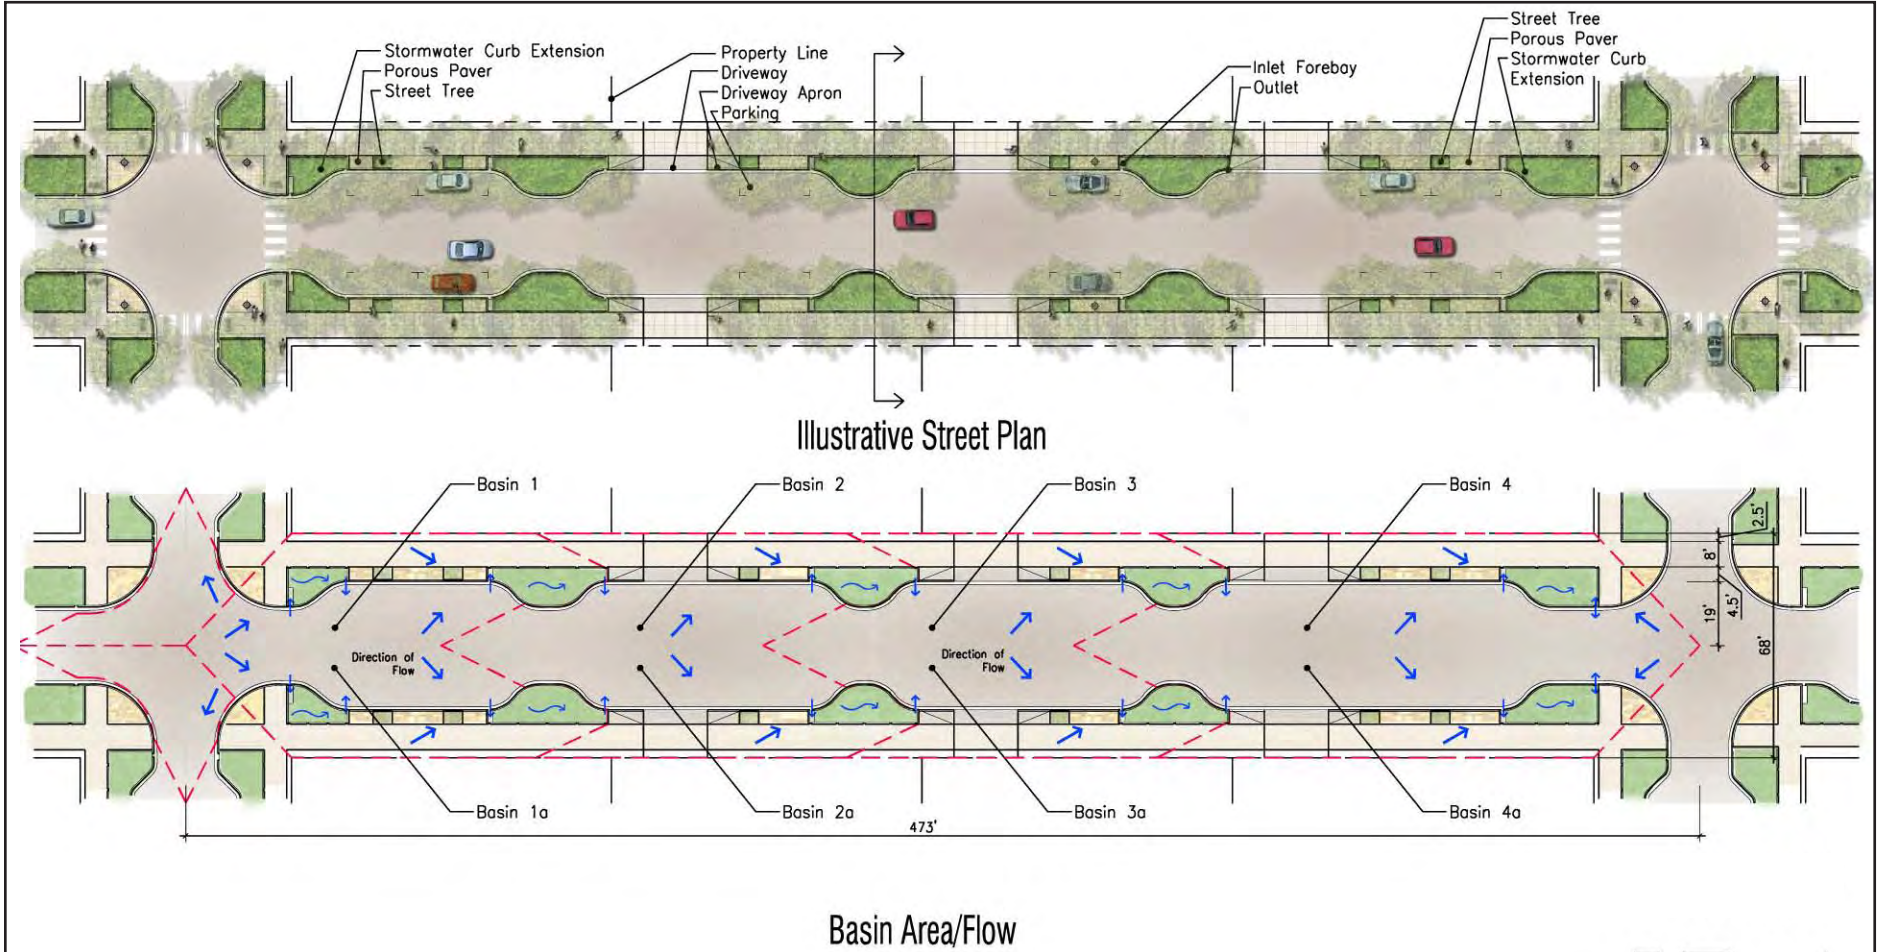 Stormwater Curb Extension
Porous Paver
Street Tree
Property Line
Driveway
Driveway Apron
Parking
Inlet Forebay
Outlet
Street Tree
Porous Paver
Stormwater Curb
Extension
Illustrative Street Plan
Basin 1
Basin 2
Basin 3
Basin 4
2.5'
8'
4.5'
19'
68'
Direction of
Flow
Direction of
Flow
Basin 1a
Basin 2a
Basin 3a
Basin 4a
473'
Basin Area/Flow